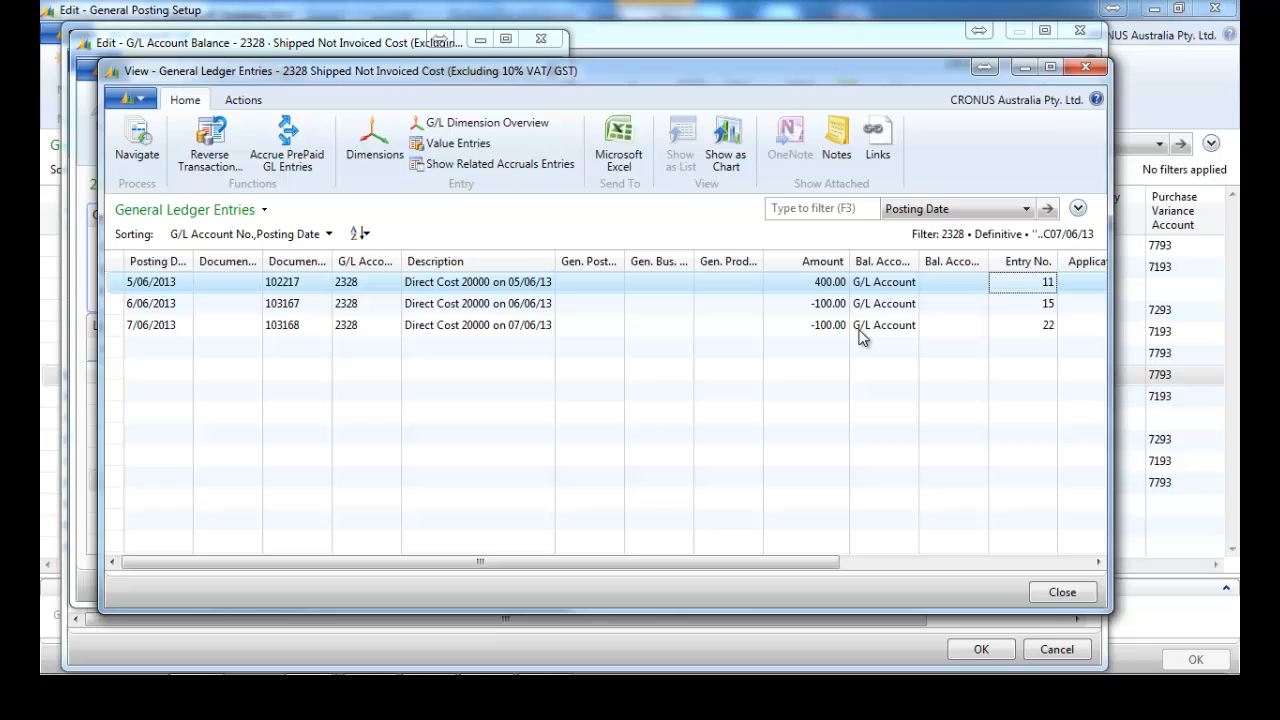 Edit - General Posting Setup
CRONUS Australia Pty. Ltd.
Edit - G/L Account Balance - 2328 · Shipped Not Invoiced Cost
View - General Ledger Entries - 2328 Shipped Not Invoiced Cost (Excluding 10% VAT/ GST)
Home Actions CRONUS Australia Pty. Ltd.
Navigate
Reverse Transaction...
Accrue PrePaid GL Entries
Dimensions
G/L Dimension Overview
Value Entries
Show Related Accruals Entries
Microsoft Excel
Show as List
Show as Chart
OneNote
Notes
Links
Process Functions Entry Send To View Show Attached
General Ledger Entries
Type to filter (F3) Posting Date
Sorting: G/L Account No.,Posting Date
Filter: 2328 • Definitive • ''..C07/06/13
Posting D... Documen... Documen... G/L Acco... Description Gen. Post... Gen. Bus. ... Gen. Prod... Amount Bal. Acco... Bal. Acco... Entry No. Applica
5/06/2013 102217 2328 Direct Cost 20000 on 05/06/13 400.00 G/L Account 11
6/06/2013 103167 2328 Direct Cost 20000 on 06/06/13 -100.00 G/L Account 15
7/06/2013 103168 2328 Direct Cost 20000 on 07/06/13 -100.00 G/L Account 22
Close
OK Cancel
No filters applied
Purchase
Variance
Account
7793
7193
7293
7193
7793
7793
7193
7293
7193
7793
OK